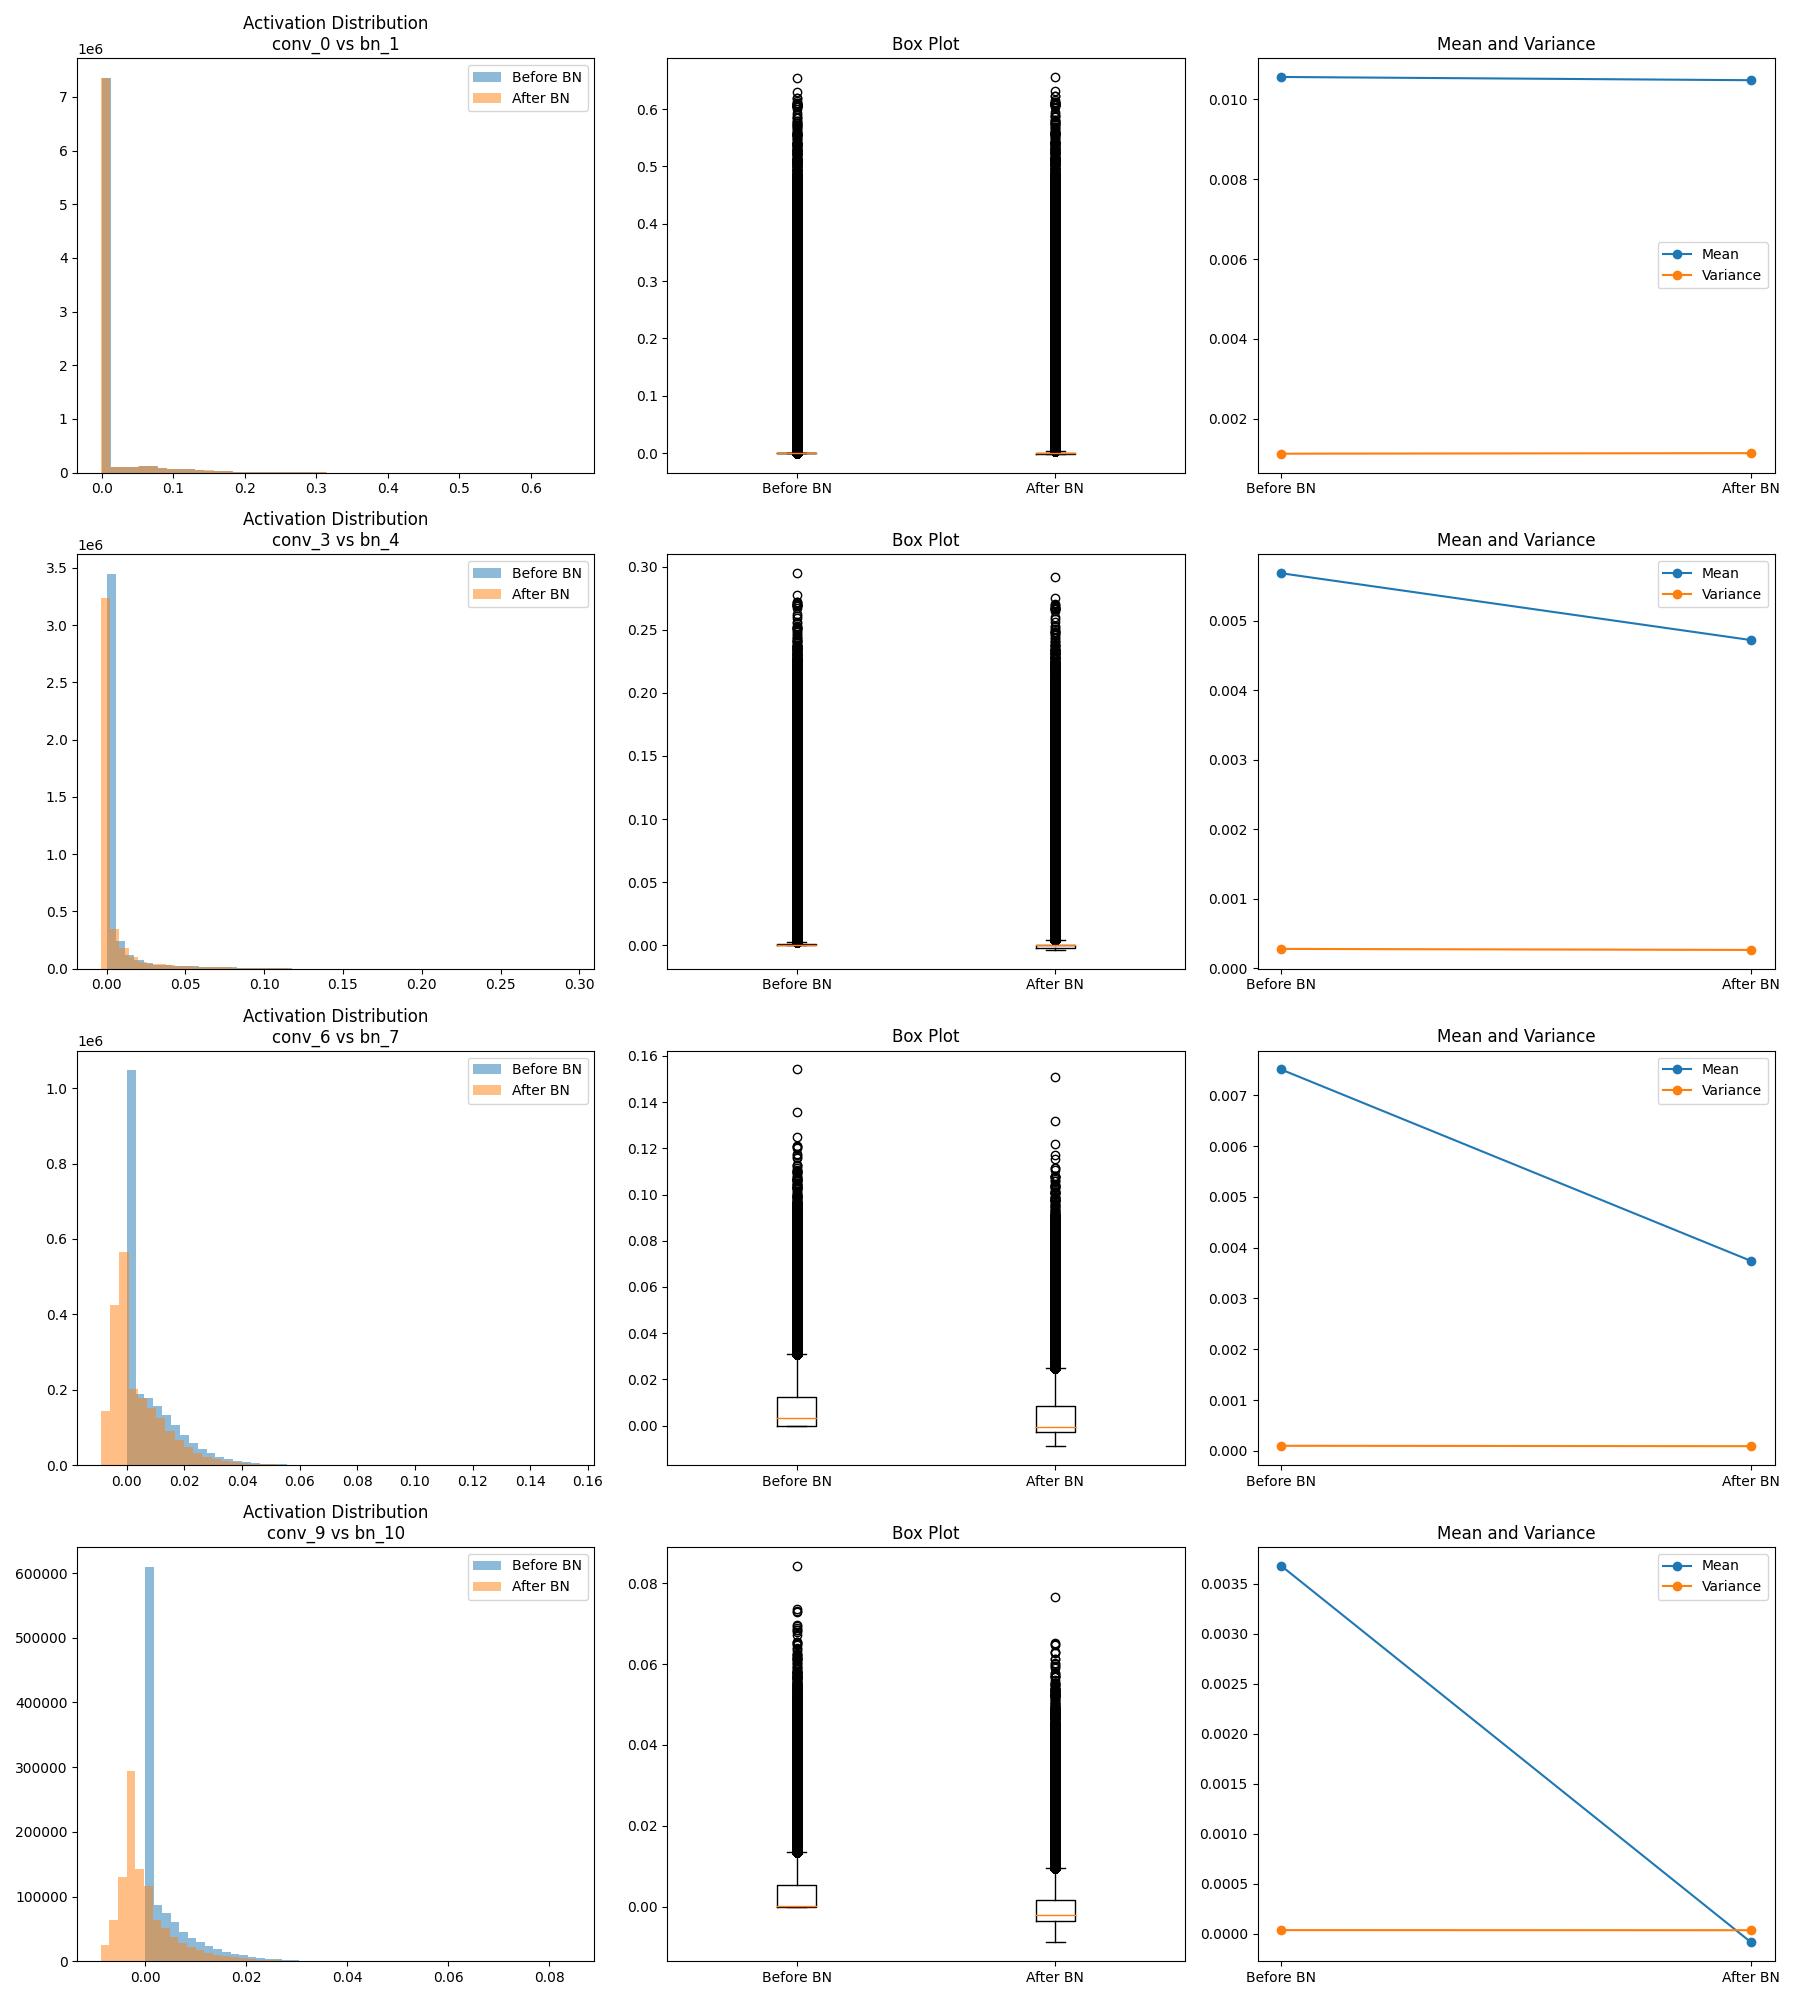 Activation Distribution
conv_0 vs bn_1
1e6
7
6
5
4
3
2
1
0
0.0 0.1 0.2 0.3 0.4 0.5 0.6
Before BN
After BN
Box Plot
0.6
0.5
0.4
0.3
0.2
0.1
0.0
Before BN After BN
Mean and Variance
0.010
0.008
0.006
0.004
0.002
Mean
Variance
Before BN After BN
Activation Distribution
conv_3 vs bn_4
1e6
3.5
3.0
2.5
2.0
1.5
1.0
0.5
0.0
0.00 0.05 0.10 0.15 0.20 0.25 0.30
Before BN
After BN
Box Plot
0.30
0.25
0.20
0.15
0.10
0.05
0.00
Before BN After BN
Mean and Variance
0.005
0.004
0.003
0.002
0.001
0.000
Mean
Variance
Before BN After BN
Activation Distribution
conv_6 vs bn_7
1e6
1.0
0.8
0.6
0.4
0.2
0.0
0.00 0.02 0.04 0.06 0.08 0.10 0.12 0.14 0.16
Before BN
After BN
Box Plot
0.16
0.14
0.12
0.10
0.08
0.06
0.04
0.02
0.00
Before BN After BN
Mean and Variance
0.007
0.006
0.005
0.004
0.003
0.002
0.001
0.000
Mean
Variance
Before BN After BN
Activation Distribution
conv_9 vs bn_10
600000
500000
400000
300000
200000
100000
0
0.00 0.02 0.04 0.06 0.08
Before BN
After BN
Box Plot
0.08
0.06
0.04
0.02
0.00
Before BN After BN
Mean and Variance
0.0035
0.0030
0.0025
0.0020
0.0015
0.0010
0.0005
0.0000
Mean
Variance
Before BN After BN